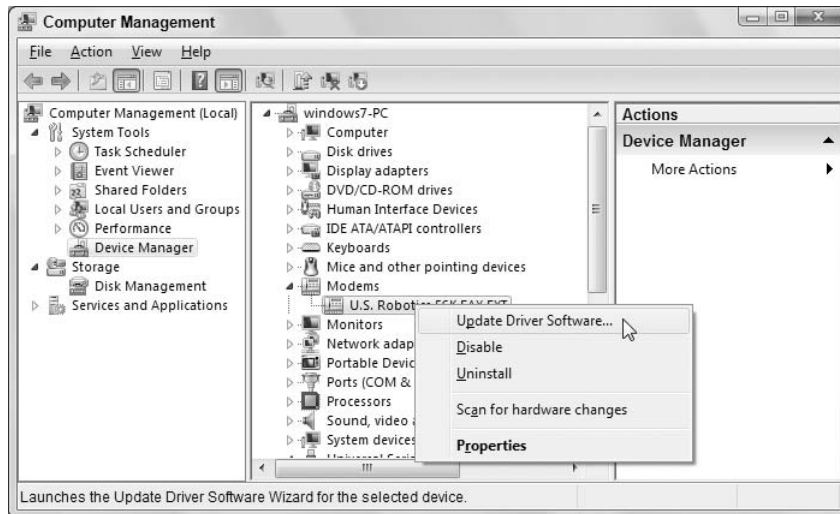 Computer Management
File Action View Help
Computer Management (Local)
System Tools
Task Scheduler
Event Viewer
Shared Folders
Local Users and Groups
Performance
Device Manager
Storage
Disk Management
Services and Applications
windows7-PC
Computer
Disk drives
Display adapters
DVD/CD-ROM drives
Human Interface Devices
IDE ATA/ATAPI controllers
Keyboards
Mice and other pointing devices
Modems
U.S. Robotics 56K FAX EXT
Monitors
Network adap
Portable Devic
Ports (COM &
Processors
Sound, video
System devices
Update Driver Software...
Disable
Uninstall
Scan for hardware changes
Properties
Actions
Device Manager
More Actions
Launches the Update Driver Software Wizard for the selected device.